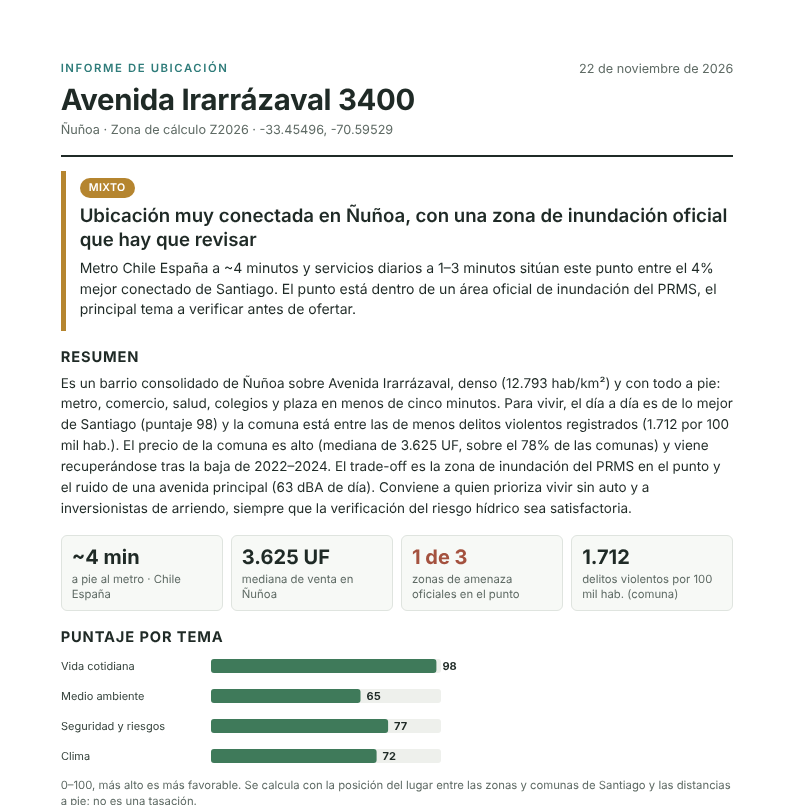 INFORME DE UBICACIÓN
22 de noviembre de 2026
Avenida Irarrázaval 3400
Ñuñoa · Zona de cálculo Z2026 · -33.45496, -70.59529
MIXTO
Ubicación muy conectada en Ñuñoa, con una zona de inundación oficial
que hay que revisar
Metro Chile España a ~4 minutos y servicios diarios a 1–3 minutos sitúan este punto entre el 4%
mejor conectado de Santiago. El punto está dentro de un área oficial de inundación del PRMS, el
principal tema a verificar antes de ofertar.
RESUMEN
Es un barrio consolidado de Ñuñoa sobre Avenida Irarrázaval, denso (12.793 hab/km²) y con todo a pie:
metro, comercio, salud, colegios y plaza en menos de cinco minutos. Para vivir, el día a día es de lo mejor
de Santiago (puntaje 98) y la comuna está entre las de menos delitos violentos registrados (1.712 por 100
mil hab.). El precio de la comuna es alto (mediana de 3.625 UF, sobre el 78% de las comunas) y viene
recuperándose tras la baja de 2022–2024. El trade-off es la zona de inundación del PRMS en el punto y
el ruido de una avenida principal (63 dBA de día). Conviene a quien prioriza vivir sin auto y a
inversionistas de arriendo, siempre que la verificación del riesgo hídrico sea satisfactoria.
~4 min
a pie al metro · Chile
España
3.625 UF
mediana de venta en
Ñuñoa
1 de 3
zonas de amenaza
oficiales en el punto
1.712
delitos violentos por 100
mil hab. (comuna)
PUNTAJE POR TEMA
Vida cotidiana 98
Medio ambiente 65
Seguridad y riesgos 77
Clima 72
0–100, más alto es más favorable. Se calcula con la posición del lugar entre las zonas y comunas de Santiago y las distancias
a pie; no es una tasación.